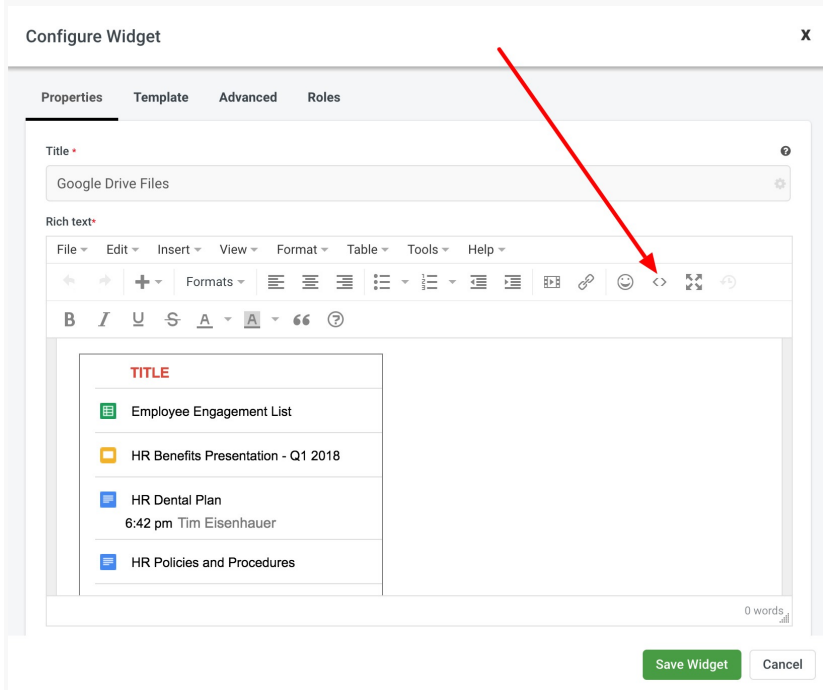 Configure Widget X
Properties Template Advanced Roles
Title *
Google Drive Files
Rich text*
File Edit Insert View Format Table Tools Help
Formats
B I U S A A
TITLE
Employee Engagement List
HR Benefits Presentation - Q1 2018
HR Dental Plan
6:42 pm Tim Eisenhauer
HR Policies and Procedures
0 words
Save Widget Cancel